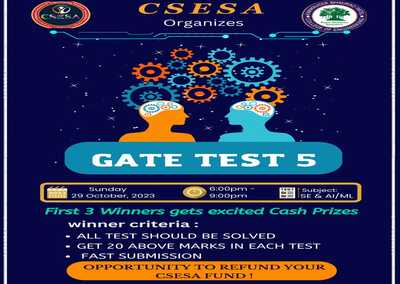 CSESA
CSESA
Organizes
GATE TEST 5
Sunday
29 October, 2023
6:00pm -
9:00pm
Subject:
SE & AI/ML
First 3 Winners gets excited Cash Prizes
winner criteria :
ALL TEST SHOULD BE SOLVED
GET 20 ABOVE MARKS IN EACH TEST
FAST SUBMISSION
OPPORTUNITY TO REFUND YOUR
CSESA FUND !